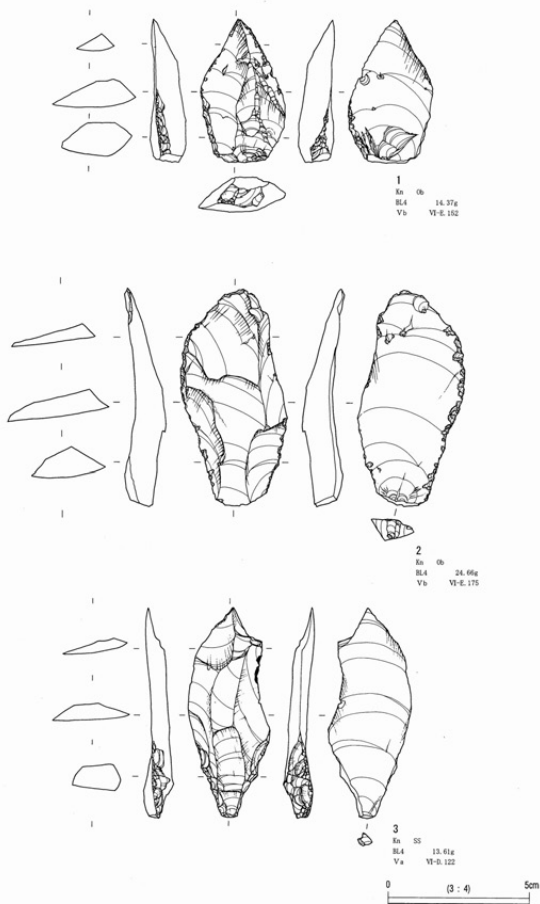 1
Kn Ob
BL4 14.37g
Vb VI-E.152
2
Kn Ob
BL4 24.66g
Vb VI-E.175
3
Kn SS
BL4 13.61g
Va VI-D.122
0 (3 : 4) 5cm